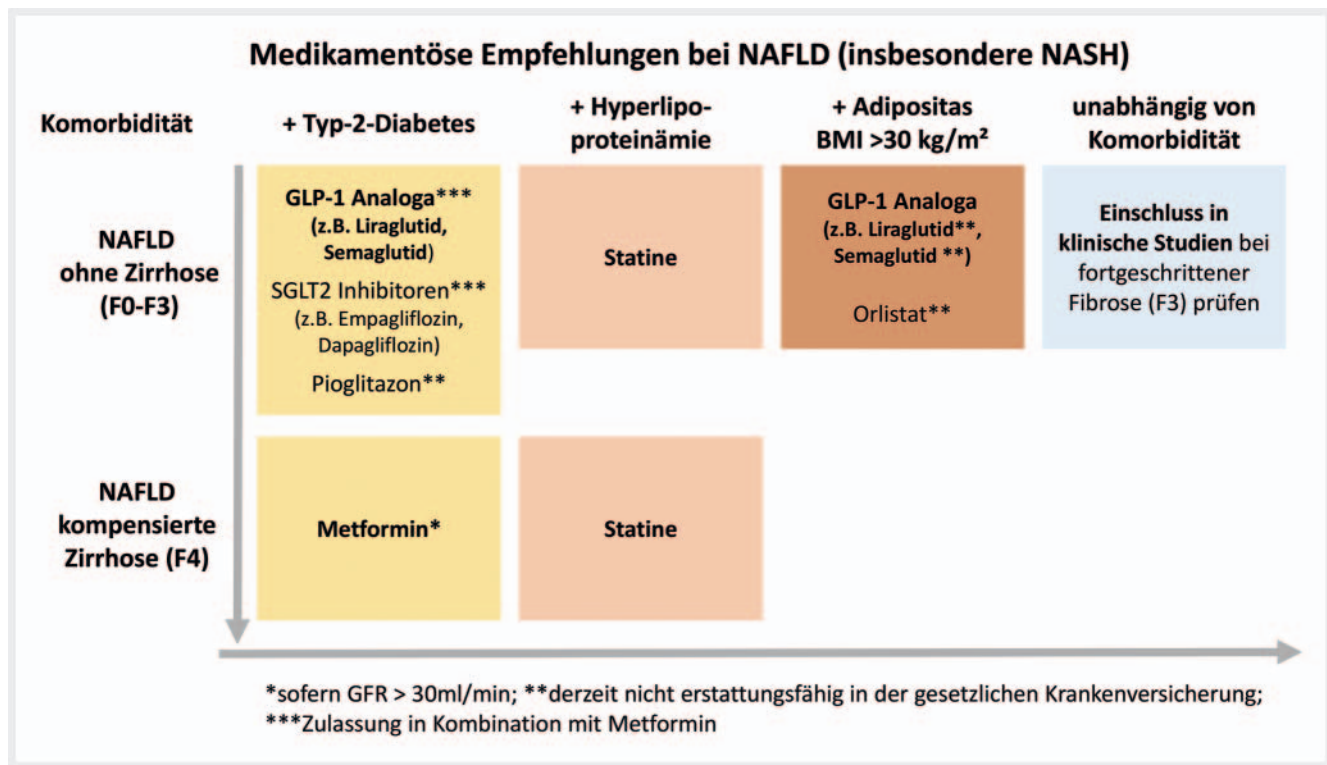 Medikamentöse Empfehlungen bei NAFLD (insbesondere NASH)
Komorbidität
+ Typ-2-Diabetes
+ Hyperlipo-
proteinämie
+ Adipositas
BMI >30 kg/m²
unabhängig von
Komorbidität
NAFLD
ohne Zirrhose
(F0-F3)
GLP-1 Analoga***
(z.B. Liraglutid,
Semaglutid)
SGLT2 Inhibitoren***
(z.B. Empagliflozin,
Dapagliflozin)
Pioglitazon**
Statine
GLP-1 Analoga
(z.B. Liraglutid**,
Semaglutid **)
Orlistat**
Einschluss in
klinische Studien bei
fortgeschrittener
Fibrose (F3) prüfen
NAFLD
kompensierte
Zirrhose (F4)
Metformin*
Statine
*sofern GFR > 30ml/min; **derzeit nicht erstattungsfähig in der gesetzlichen Krankenversicherung;
***Zulassung in Kombination mit Metformin